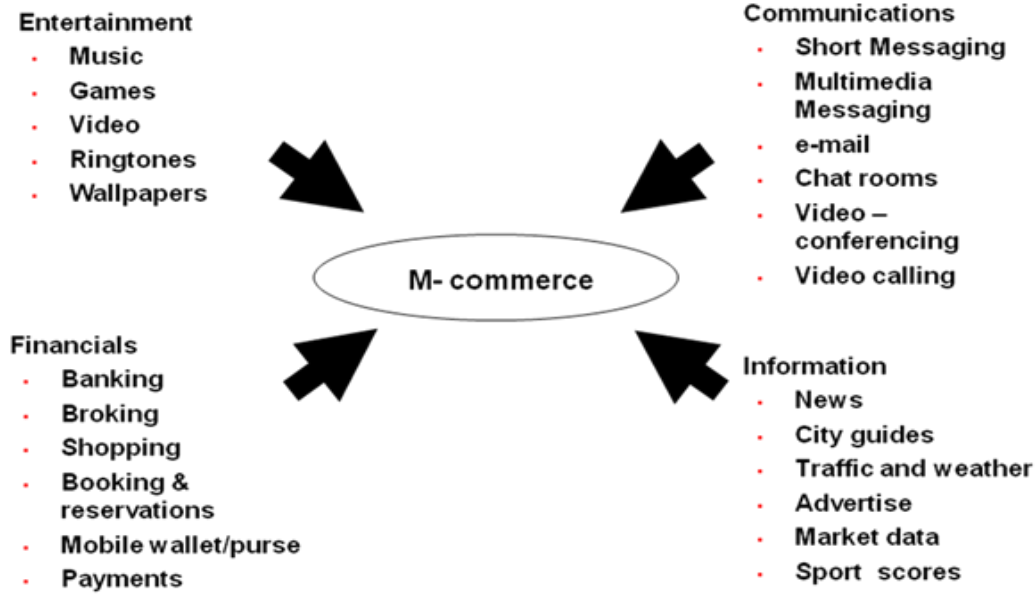 Entertainment
Music
Games
Video
Ringtones
Wallpapers
Communications
Short Messaging
Multimedia
Messaging
e-mail
Chat rooms
Video –
conferencing
Video calling
M- commerce
Financials
Banking
Broking
Shopping
Booking &
reservations
Mobile wallet/purse
Payments
Information
News
City guides
Traffic and weather
Advertise
Market data
Sport scores